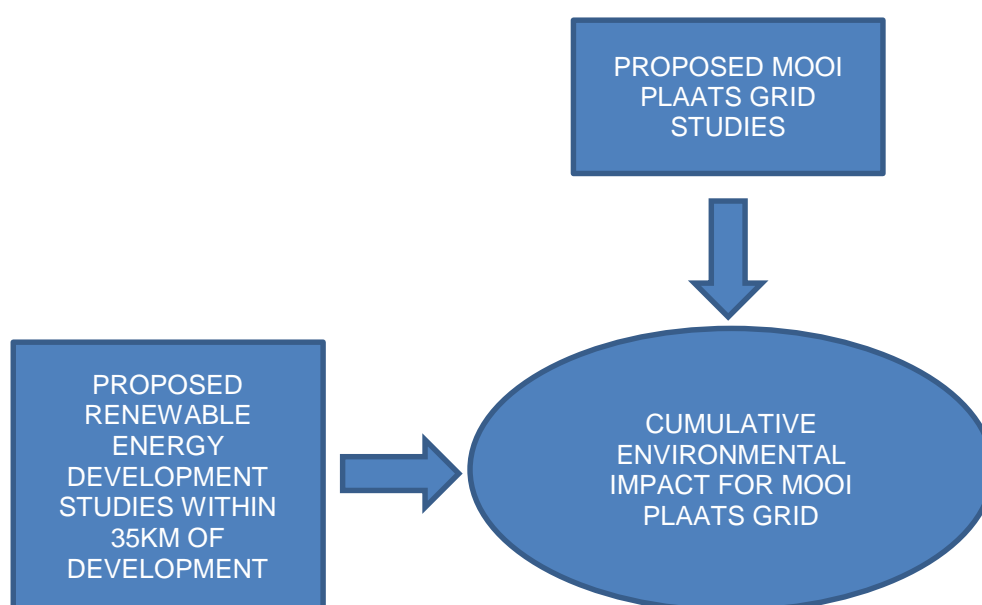 PROPOSED MOOI
PLAATS GRID
STUDIES
PROPOSED
RENEWABLE
ENERGY
DEVELOPMENT
STUDIES WITHIN
35KM OF
DEVELOPMENT
CUMULATIVE
ENVIRONMENTAL
IMPACT FOR MOOI
PLAATS GRID